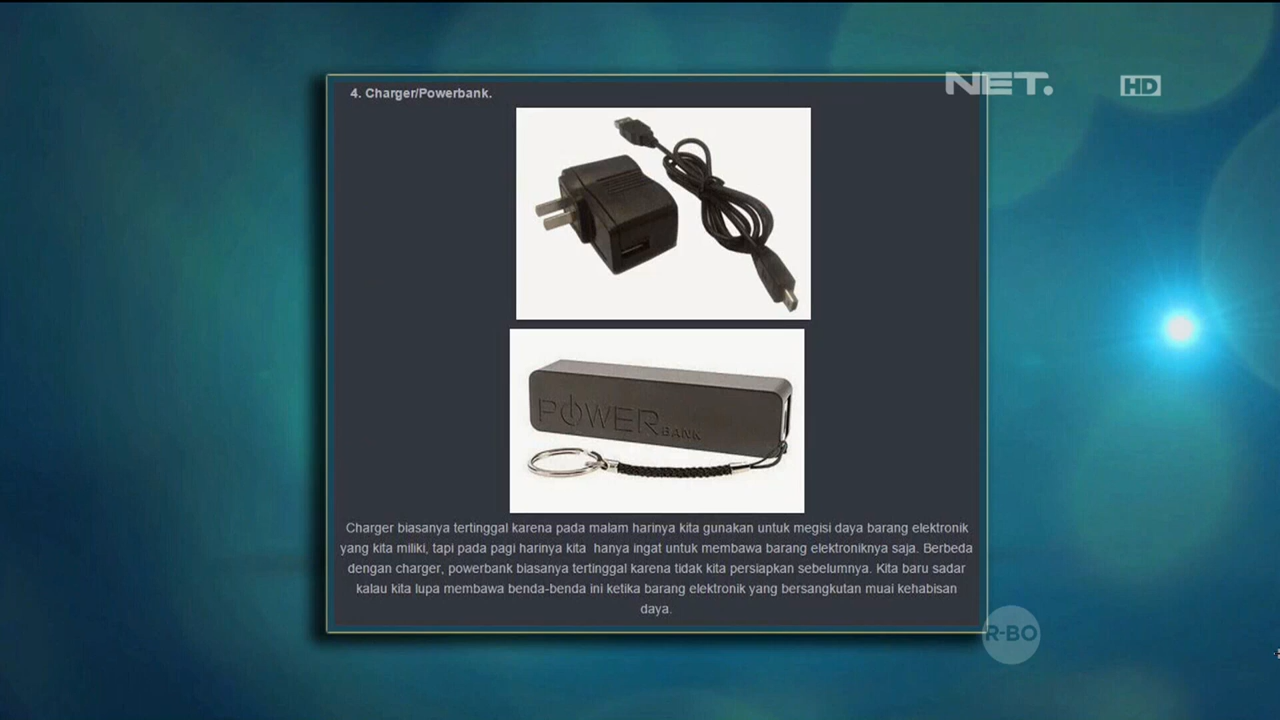 NET.
HD
4. Charger/Powerbank.
POWER BANK
Charger biasanya tertinggal karena pada malam harinya kita gunakan untuk megisi daya barang elektronik
yang kita miliki, tapi pada pagi harinya kita hanya ingat untuk membawa barang elektroniknya saja. Berbeda
dengan charger, powerbank biasanya tertinggal karena tidak kita persiapkan sebelumnya. Kita baru sadar
kalau kita lupa membawa benda-benda ini ketika barang elektronik yang bersangkutan muai kehabisan
daya.
R-BO